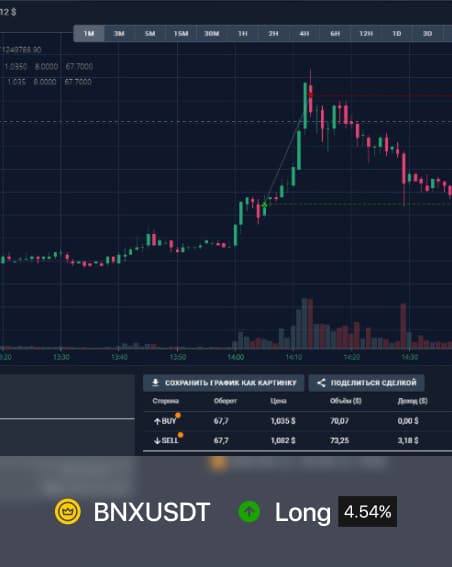 12 $
1M 3M 5M 15M 30M 1H 2H 4H 6H 12H 1D 3D
1249788.90
1.0350 8.0000 67.7000
1.035 8.0000 67.7000
13:20 13:30 13:40 13:50 14:00 14:10 14:20 14:30
СОХРАНИТЬ ГРАФИК КАК КАРТИНКУ ПОДЕЛИТЬСЯ СДЕЛКОЙ
Сторона Оборот Цена Объём ($) Доход ($)
BUY 67,7 1,035 $ 70,07 0,00 $
SELL 67,7 1,082 $ 73,25 3,18 $
BNXUSDT Long 4.54%